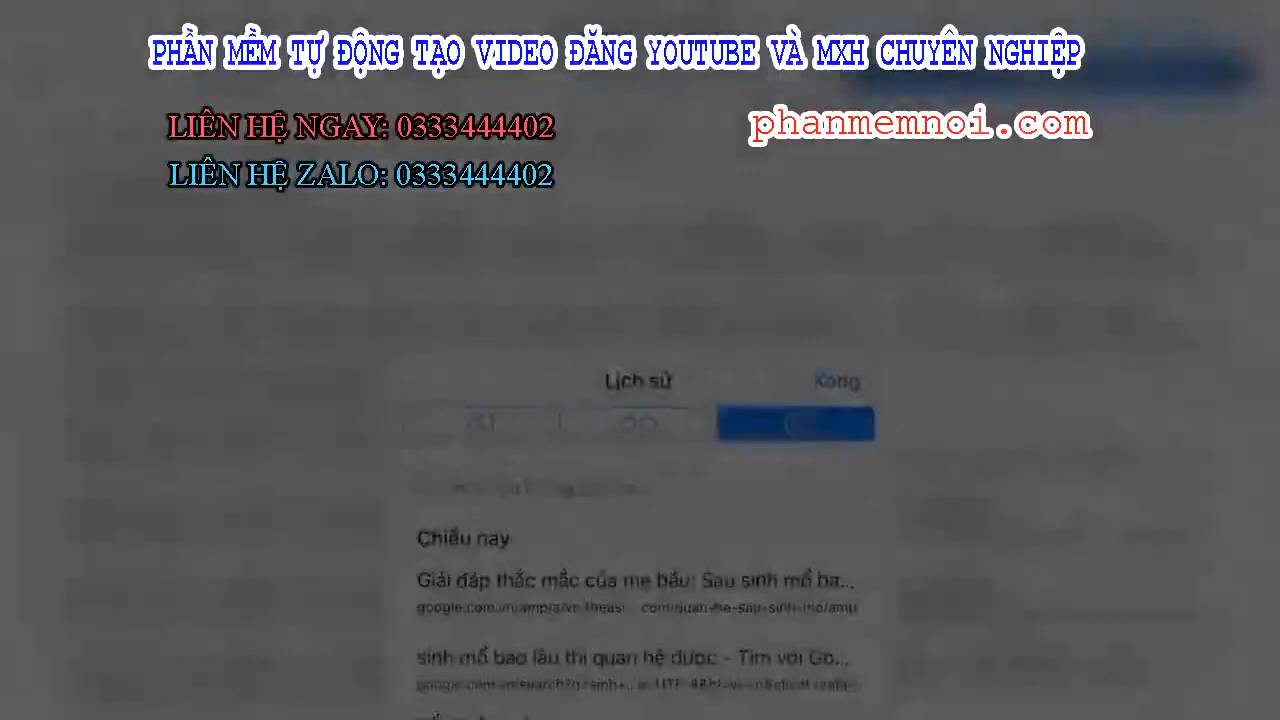 PHẦN MỀM TỰ ĐỘNG TẠO VIDEO ĐĂNG YOUTUBE VÀ MXH CHUYÊN NGHIỆP
LIÊN HỆ NGAY: 0333444402
phanmemnoi.com
LIÊN HỆ ZALO: 0333444402
Lịch sử
Xong
Chiều nay
Giải đáp thắc mắc của mẹ bầu: Sau sinh mổ ba...
sinh mổ bao lâu thì quan hệ được - Tìm với Go...